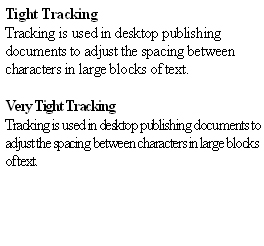 Tight Tracking
Tracking is used in desktop publishing
documents to adjust the spacing between
characters in large blocks of text.
Very Tight Tracking
Tracking is used in desktop publishing documents to
adjust the spacing between characters in large blocks
of text.